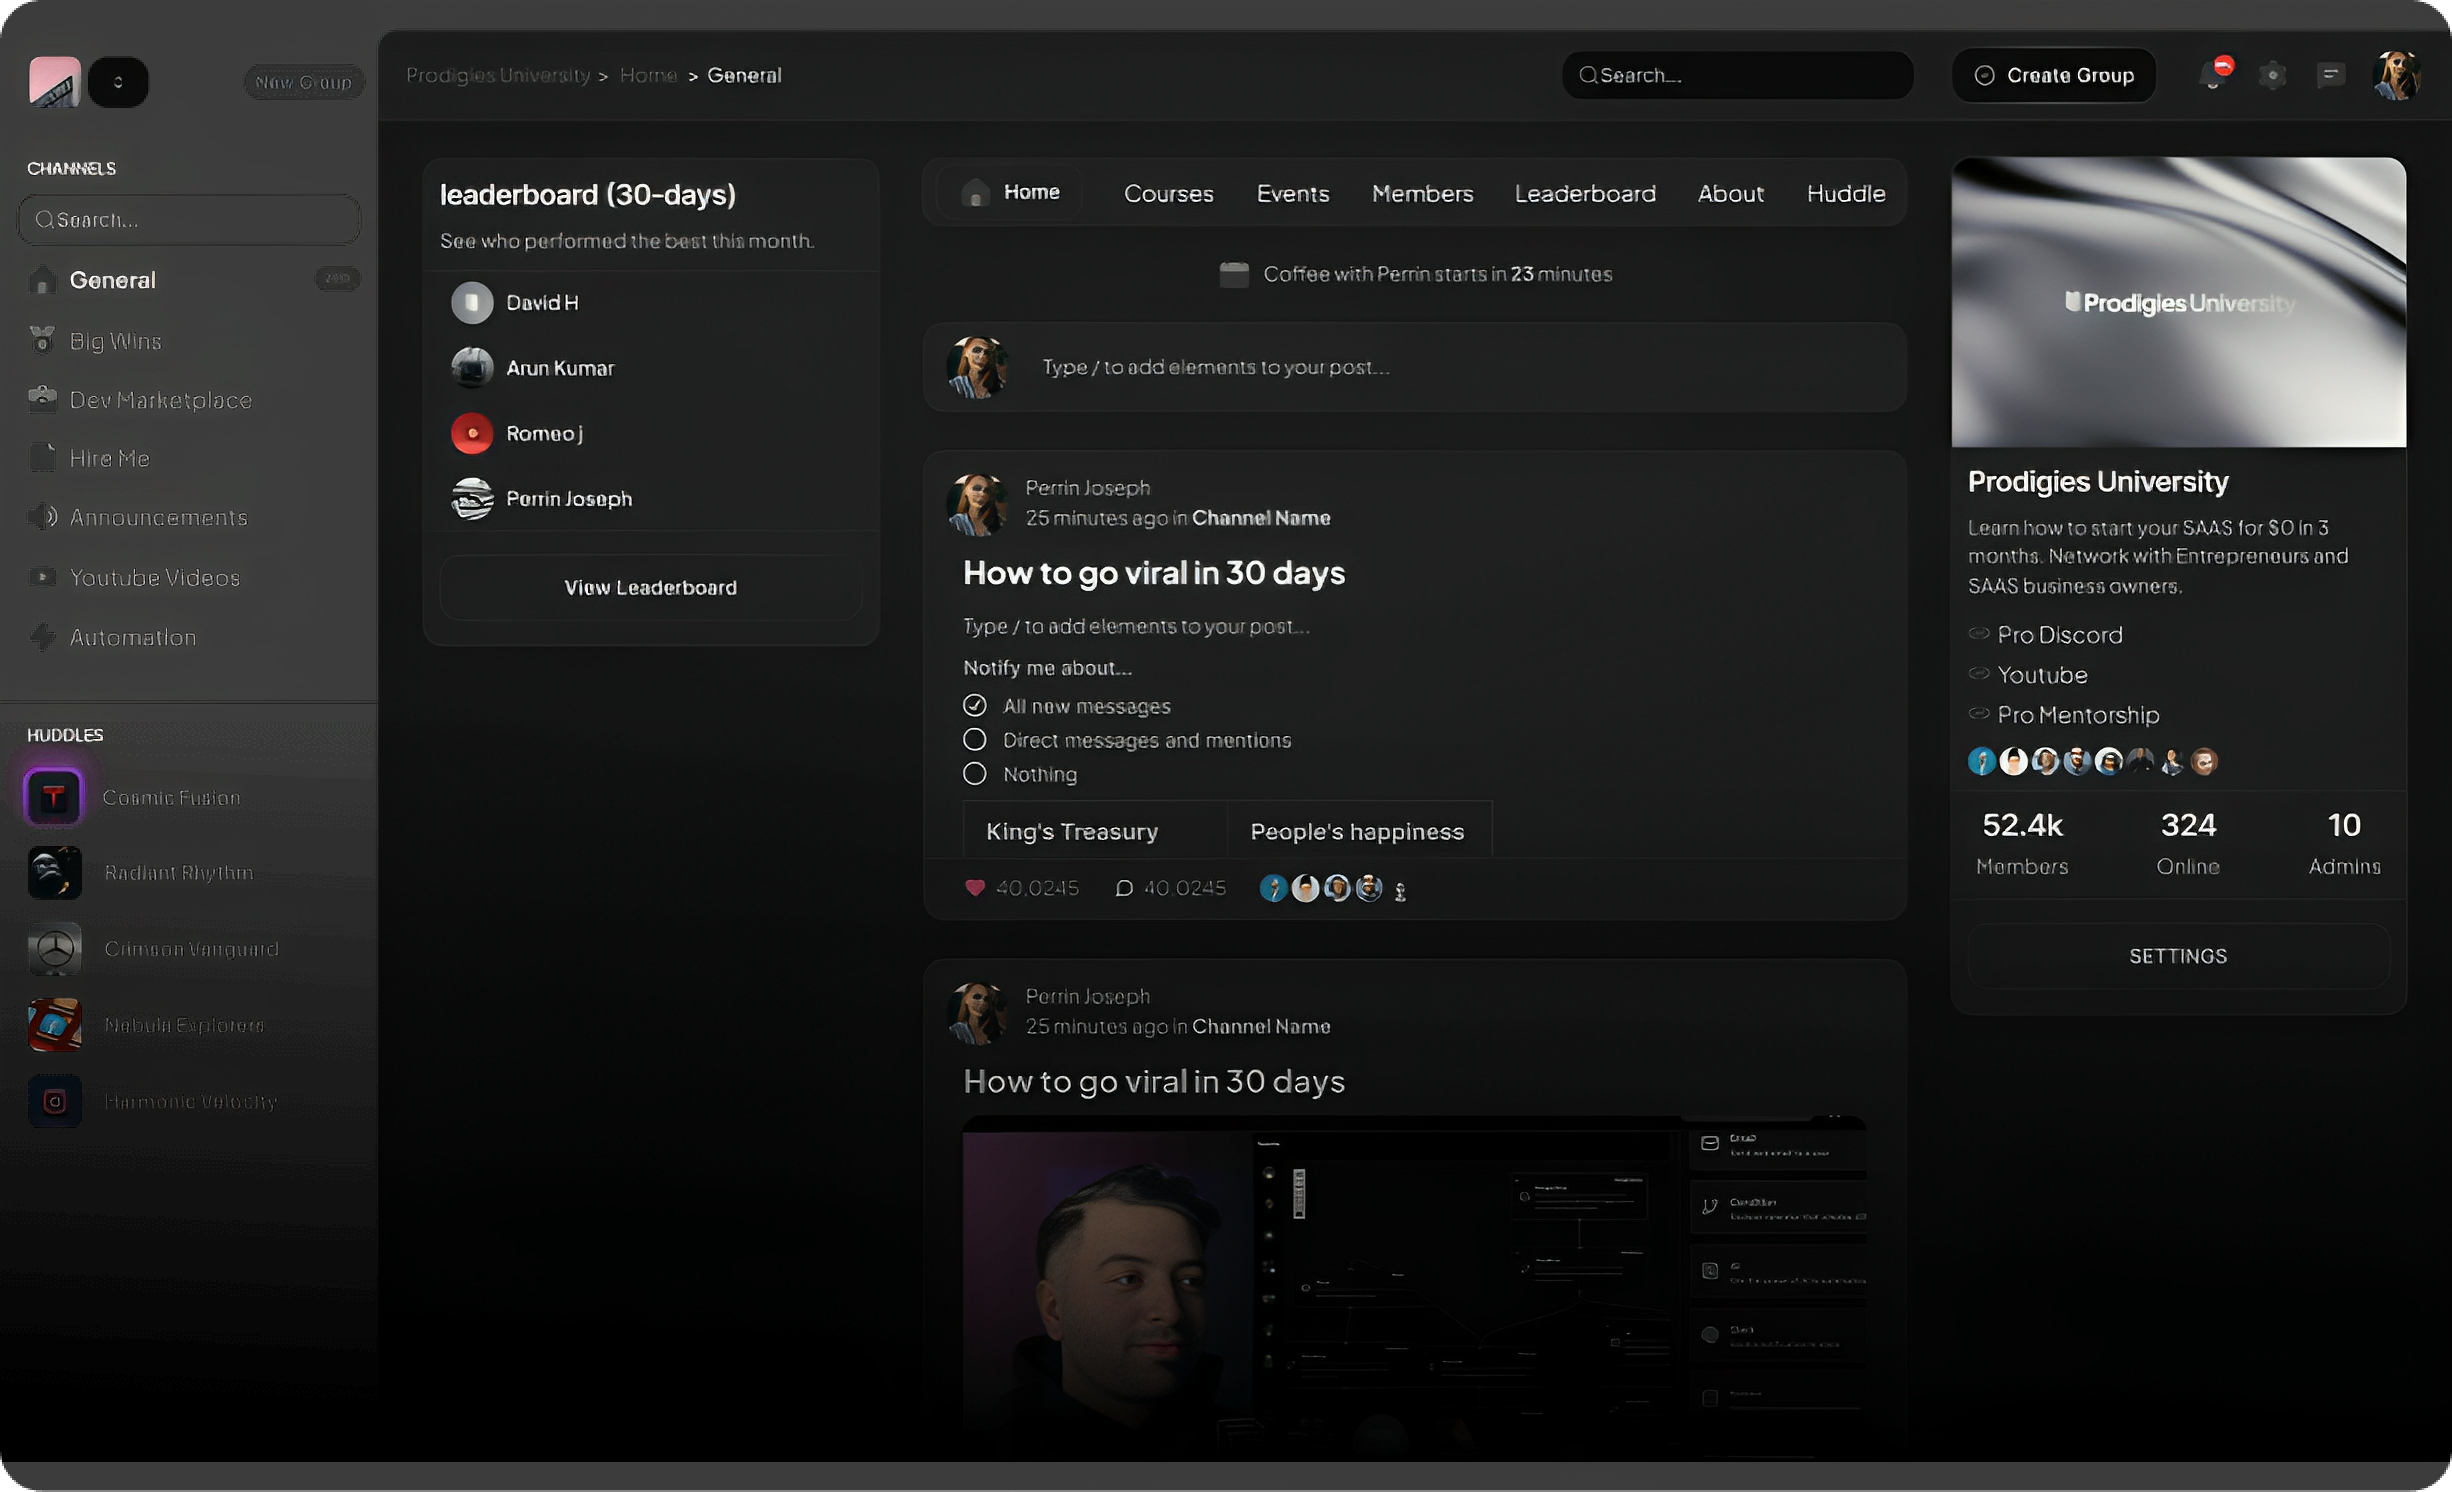 New Group
CHANNELS
Search...
General
Big Wins
Dev Marketplace
Hire Me
Announcements
Youtube Videos
Automation
HUDDLES
T
Cosmic Fusion
Radiant Rhythm
Crimson Vanguard
Nebula Explorers
Harmonic Velocity
Prodigies University > Home > General
Search...
Create Group
leaderboard (30-days)
See who performed the best this month.
David H
Arun Kumar
Romeo j
Perrin Joseph
View Leaderboard
Home Courses Events Members Leaderboard About Huddle
Coffee with Perrin starts in 23 minutes
Type / to add elements to your post...
Perrin Joseph
25 minutes ago in Channel Name
How to go viral in 30 days
Type / to add elements to your post...
Notify me about...
All new messages
Direct messages and mentions
Nothing
King's Treasury People's happiness
40,0245 40,0245
Perrin Joseph
25 minutes ago in Channel Name
How to go viral in 30 days
Condition
Prodigies University
Prodigies University
Learn how to start your SAAS for $0 in 3
months. Network with Entrepreneurs and
SAAS business owners.
Pro Discord
Youtube
Pro Mentorship
52.4k 324 10
Members Online Admins
SETTINGS